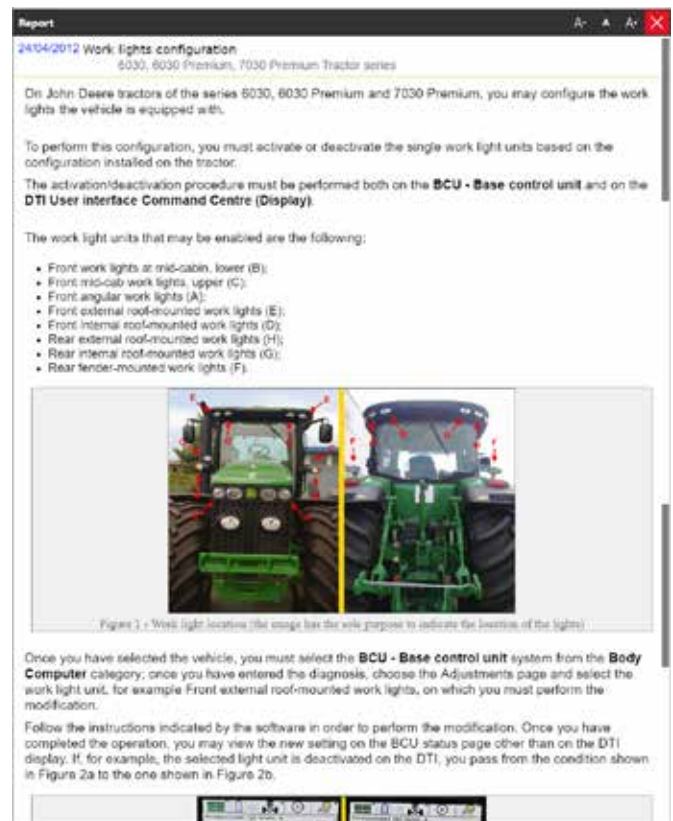 Report A- A A+
24/04/2012 Work lights configuration
6030, 6030 Premium, 7030 Premium Tractor series
On John Deere tractors of the series 6030, 6030 Premium and 7030 Premium, you may configure the work
lights the vehicle is equipped with.
To perform this configuration, you must activate or deactivate the single work light units based on the
configuration installed on the tractor.
The activation/deactivation procedure must be performed both on the BCU - Base control unit and on the
DTI User interface Command Centre (Display).
The work light units that may be enabled are the following:
• Front work lights at mid-cabin, lower (B);
• Front mid-cab work lights, upper (C);
• Front angular work lights (A);
• Front external roof-mounted work lights (E);
• Front Internal roof-mounted work lights (D);
• Rear external roof-mounted work lights (H);
• Rear internal roof-mounted work lights (G);
• Rear fender-mounted work lights (F).
E E
D
F F
Figure 1 - Work light location (the image has the sole purpose to indicate the location of the lights)
Once you have selected the vehicle, you must select the BCU - Base control unit system from the Body
Computer category; once you have entered the diagnosis, choose the Adjustments page and select the
work light unit, for example Front external roof-mounted work lights, on which you must perform the
modification.
Follow the instructions indicated by the software in order to perform the modification. Once you have
completed the operation, you may view the new setting on the BCU status page other than on the DTI
display. If, for example, the selected light unit is deactivated on the DTI, you pass from the condition shown
in Figure 2a to the one shown in Figure 2b.